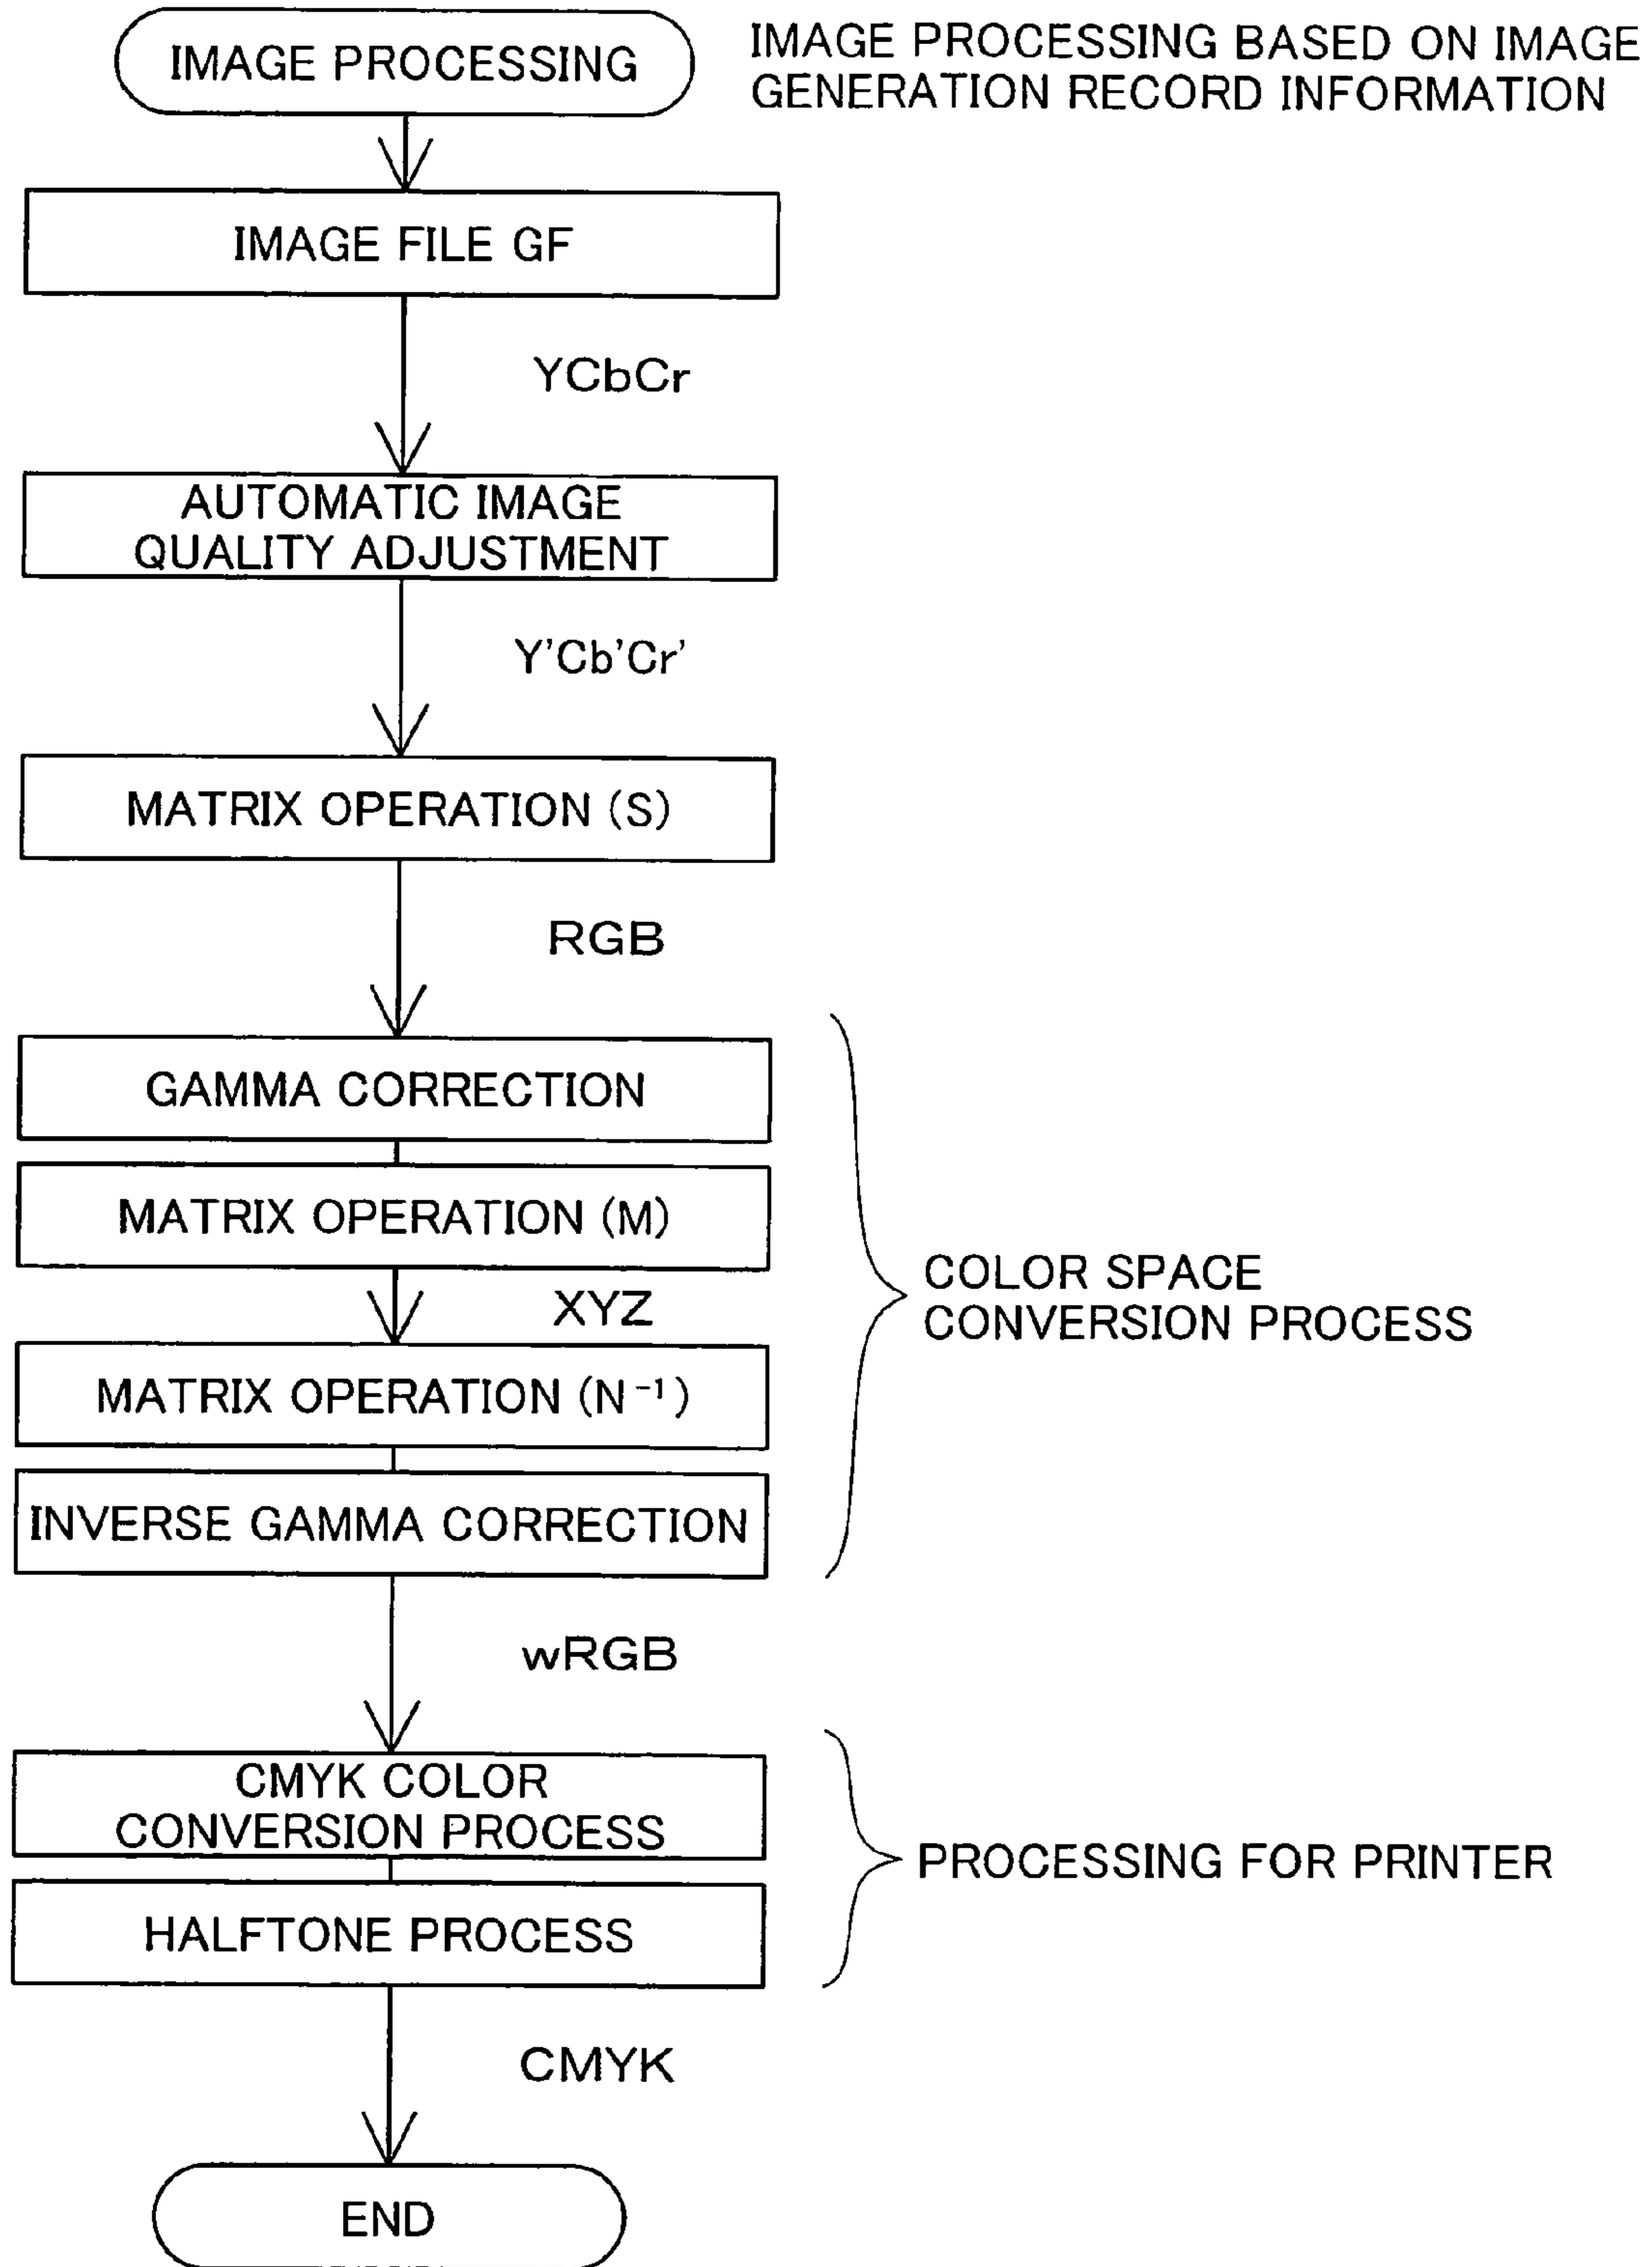 IMAGE PROCESSING
IMAGE PROCESSING BASED ON IMAGE
GENERATION RECORD INFORMATION
IMAGE FILE GF
YCbCr
AUTOMATIC IMAGE
QUALITY ADJUSTMENT
Y'Cb'Cr'
MATRIX OPERATION (S)
RGB
GAMMA CORRECTION
MATRIX OPERATION (M)
XYZ
MATRIX OPERATION (N⁻¹)
INVERSE GAMMA CORRECTION
COLOR SPACE
CONVERSION PROCESS
wRGB
CMYK COLOR
CONVERSION PROCESS
HALFTONE PROCESS
PROCESSING FOR PRINTER
CMYK
END